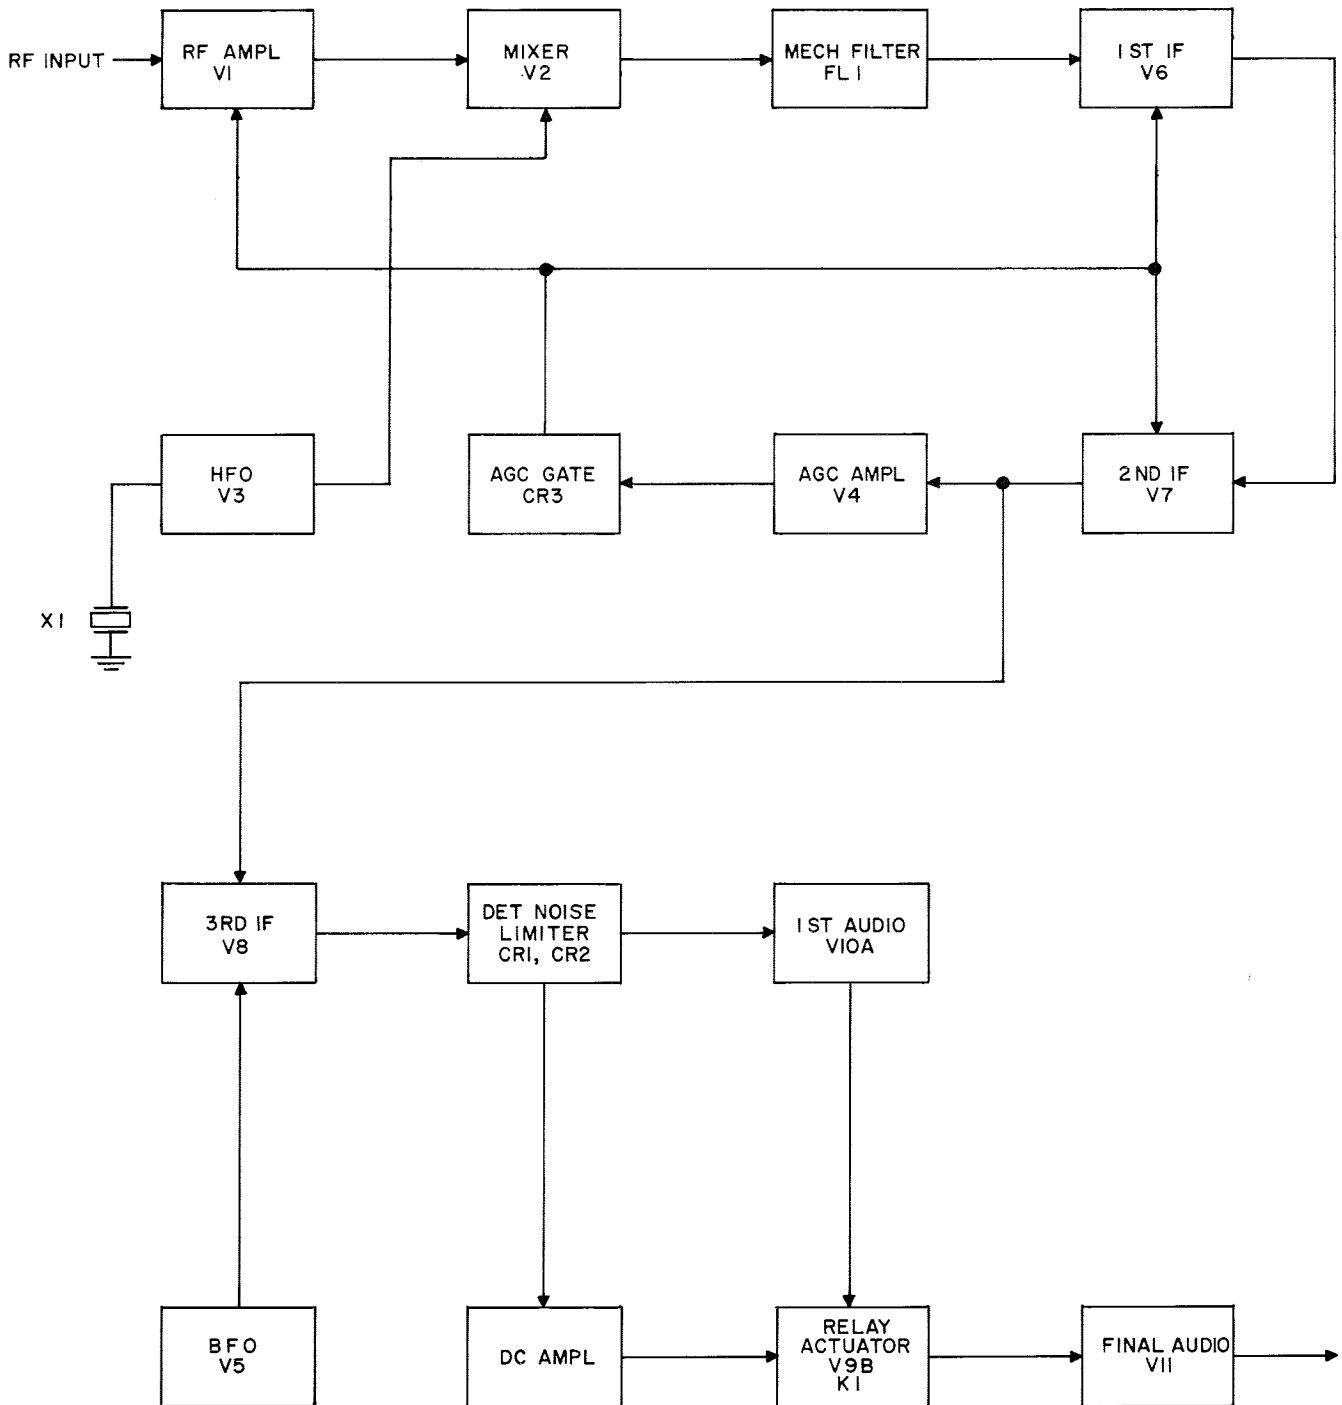 RF INPUT
RF AMPL
V1
MIXER
V2
MECH FILTER
FL1
1ST IF
V6
HFO
V3
AGC GATE
CR3
AGC AMPL
V4
2ND IF
V7
X1
3RD IF
V8
DET NOISE
LIMITER
CR1, CR2
1ST AUDIO
V10A
BFO
V5
DC AMPL
RELAY
ACTUATOR
V9B
K1
FINAL AUDIO
V11